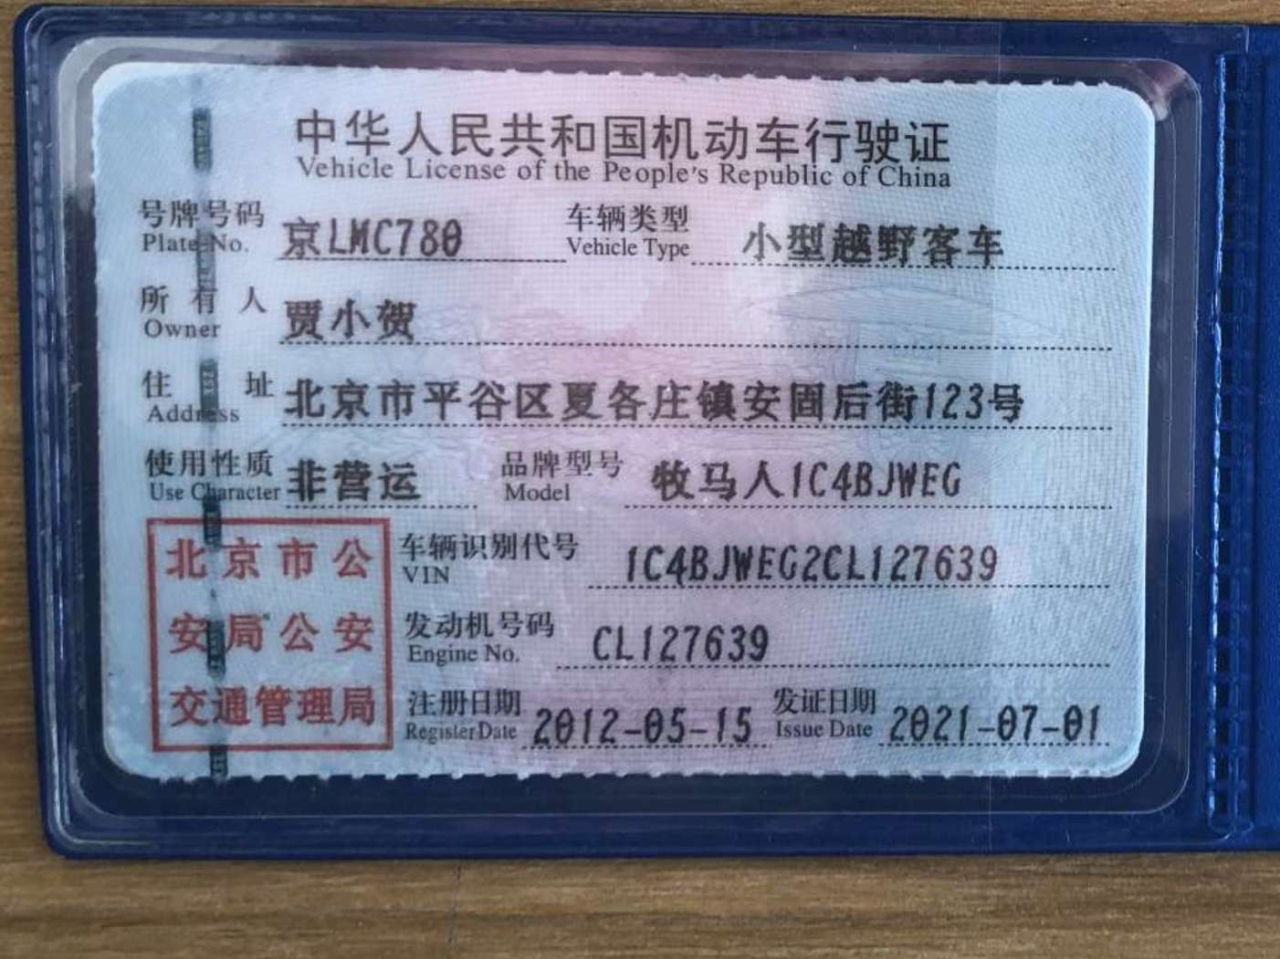 中华人民共和国机动车行驶证
Vehicle License of the People's Republic of China
号牌号码 京LMC780 车辆类型 小型越野客车
Plate No. Vehicle Type
所有人 贾小贺
Owner
住址 北京市平谷区夏各庄镇安固后街123号
Address
使用性质 非营运 品牌型号 牧马人1C4BJWEG
Use Character Model
北京市公 车辆识别代号 1C4BJWEG2CL127639
VIN
安局公安 发动机号码 CL127639
Engine No.
交通管理局 注册日期 2012-05-15 发证日期 2021-07-01
Register Date Issue Date